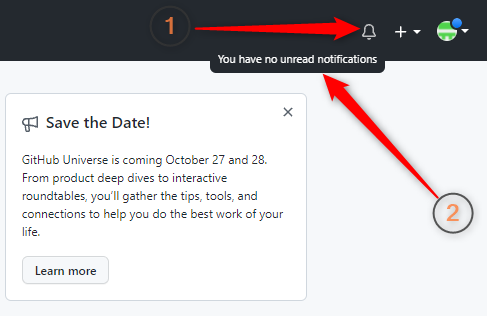 1
You have no unread notifications
Save the Date!
GitHub Universe is coming October 27 and 28.
From product deep dives to interactive
roundtables, you'll gather the tips, tools, and
connections to help you do the best work of your
life.
2
Learn more